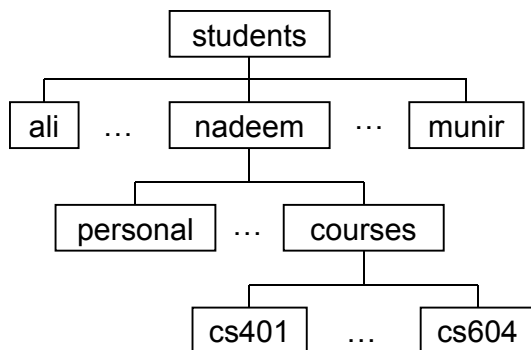 students
ali ... nadeem ... munir
personal ... courses
cs401 ... cs604